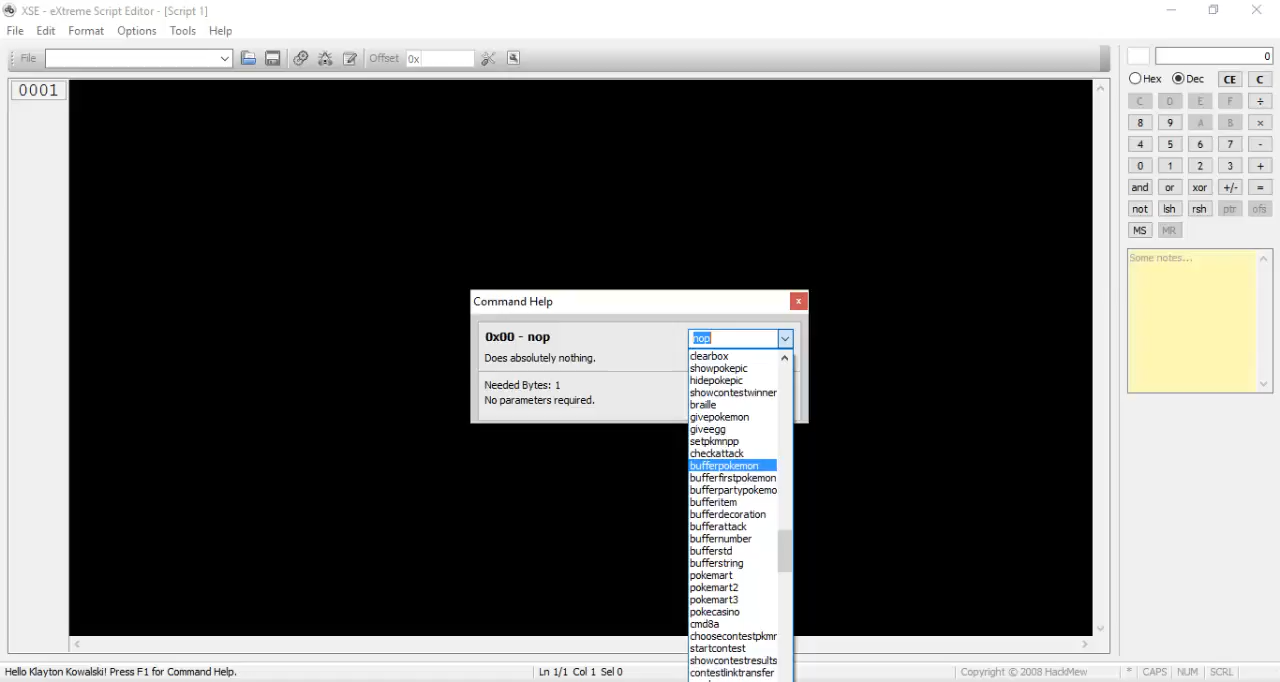 XSE - eXtreme Script Editor - [Script 1]
File Edit Format Options Tools Help
File Offset 0x
0
0001
Hex Dec CE C
C D E F ÷
8 9 A B ×
4 5 6 7 -
0 1 2 3 +
and or xor +/- =
not lsh rsh ptr ofs
MS MR
Some notes...
Command Help
x
0x00 - nop
nop
Does absolutely nothing.
Needed Bytes: 1
No parameters required.
clearbox
showpokepic
hidepokepic
showcontestwinner
braille
givepokemon
giveegg
setpkmnpp
checkattack
bufferpokemon
bufferfirstpokemon
bufferpartypokemo
bufferitem
bufferdecoration
bufferattack
buffernumber
bufferstd
bufferstring
pokemart
pokemart2
pokemart3
pokecasino
cmd8a
choosecontestpkmr
startcontest
showcontestresults
contestlinktransfer
Hello Klayton Kowalski! Press F1 for Command Help.
Ln 1/1 Col 1 Sel 0
Copyright © 2008 HackMew
* CAPS NUM SCRL